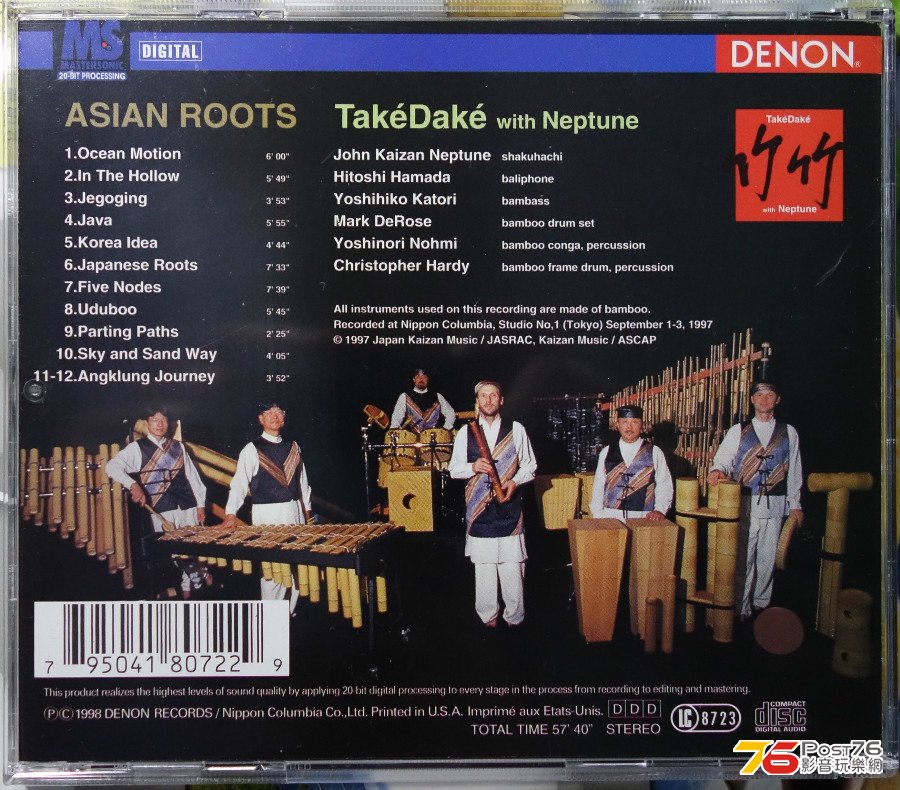 MS
MASTERSONIC
20-BIT PROCESSING
DIGITAL
DENON®
ASIAN ROOTS
1.Ocean Motion 6' 00"
2.In The Hollow 5' 49"
3.Jegoging 3' 53"
4.Java 5' 55"
5.Korea Idea 4' 44"
6.Japanese Roots 7' 33"
7.Five Nodes 7' 39"
8.Uduboo 5' 45"
9.Parting Paths 2' 25"
10.Sky and Sand Way 4' 05"
11-12.Angklung Journey 3' 52"
TakéDaké with Neptune
John Kaizan Neptune shakuhachi
Hitoshi Hamada baliphone
Yoshihiko Katori bambass
Mark DeRose bamboo drum set
Yoshinori Nohmi bamboo conga, percussion
Christopher Hardy bamboo frame drum, percussion
TakéDaké
竹竹
with Neptune
All instruments used on this recording are made of bamboo.
Recorded at Nippon Columbia, Studio No,1 (Tokyo) September 1-3, 1997
© 1997 Japan Kaizan Music / JASRAC, Kaizan Music / ASCAP
7 95041 80722 9
This product realizes the highest levels of sound quality by applying 20-bit digital processing to every stage in the process from recording to editing and mastering.
ⓅⒸ1998 DENON RECORDS / Nippon Columbia Co.,Ltd. Printed in U.S.A. Imprimé aux Etats-Unis. DDD
TOTAL TIME 57' 40" STEREO
LC 8723
COMPACT
disc
DIGITAL AUDIO
76 Post76
影音玩樂網